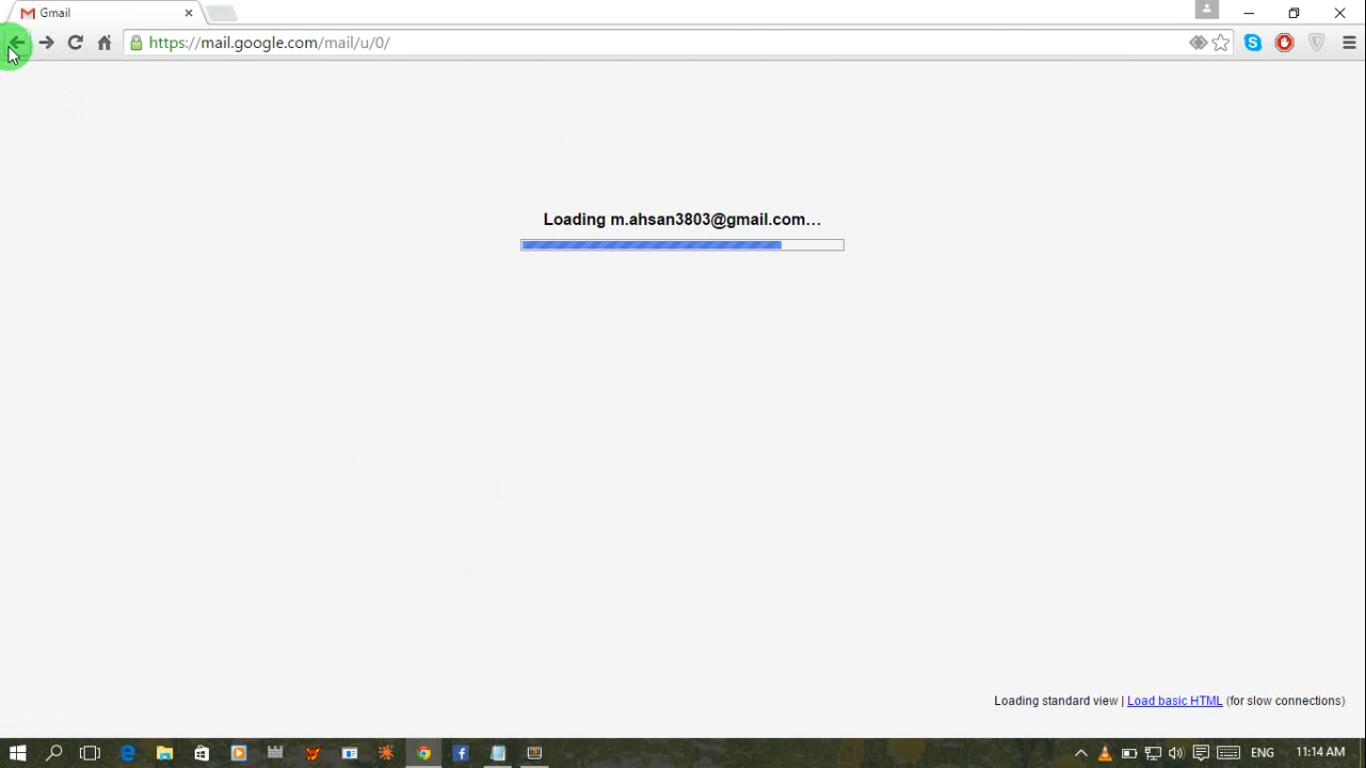 Gmail
https://mail.google.com/mail/u/0/
Loading m.ahsan3803@gmail.com...
Loading standard view | Load basic HTML (for slow connections)
ENG
11:14 AM